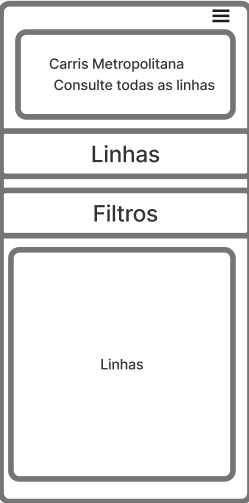 Carris Metropolitana
Consulte todas as linhas
Linhas
Filtros
Linhas